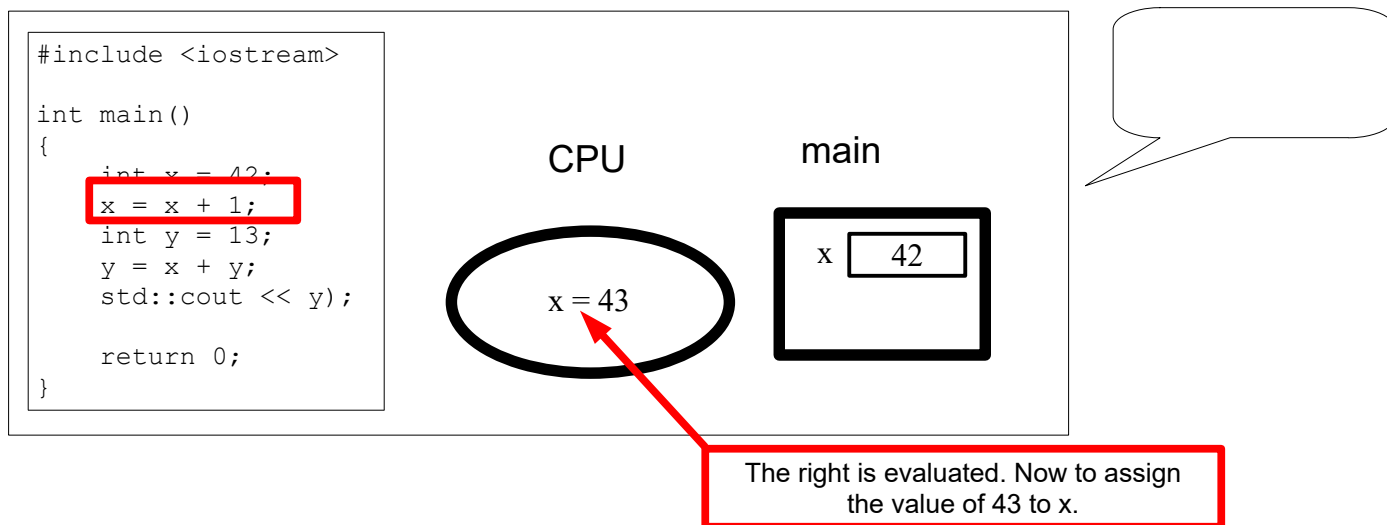 #include <iostream>
int main()
{
int x = 42;
x = x + 1;
int y = 13;
y = x + y;
std::cout << y);
return 0;
}
CPU
x = 43
main
x 42
The right is evaluated. Now to assign
the value of 43 to x.